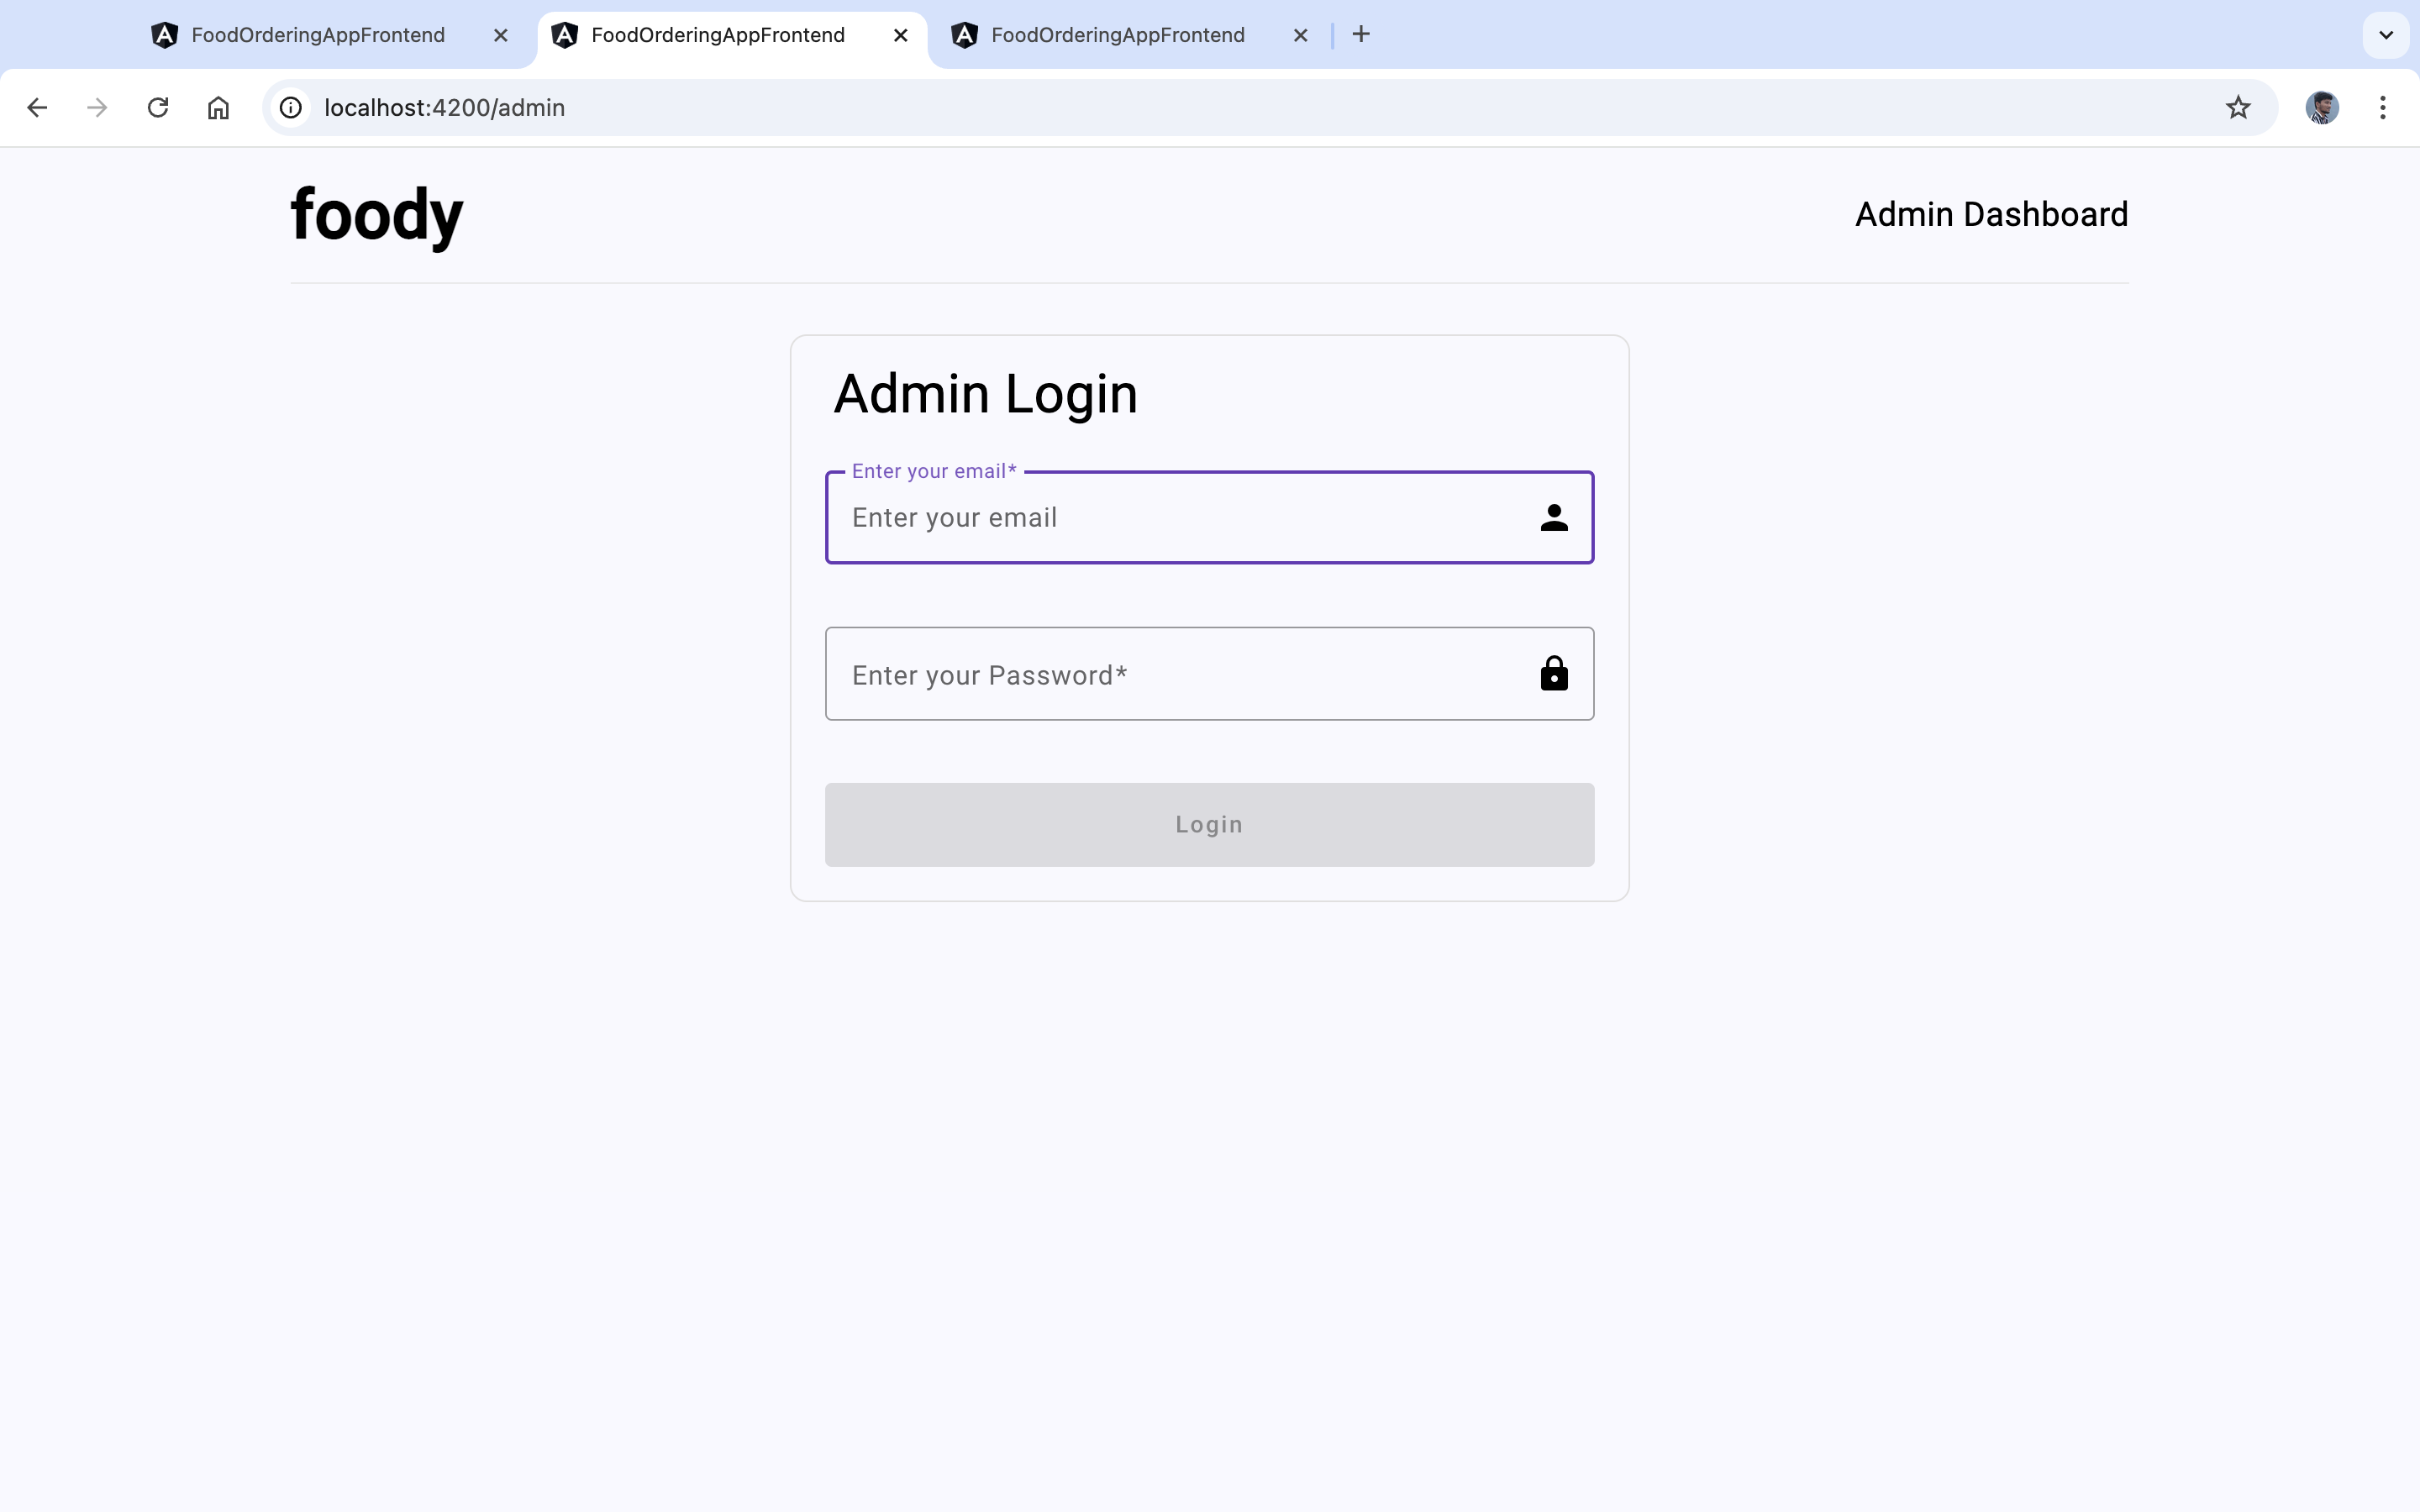 FoodOrderingAppFrontend
FoodOrderingAppFrontend
FoodOrderingAppFrontend
localhost:4200/admin
foody
Admin Dashboard
Admin Login
Enter your email*
Enter your email
Enter your Password*
Login